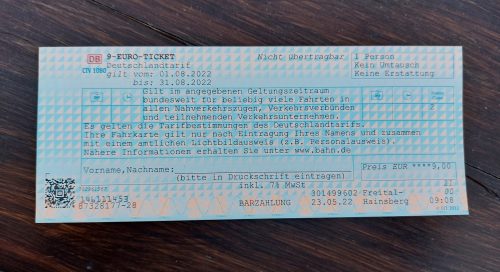 DB 9-EURO-TICKET Nicht übertragbar 1 Person
CIV 1080 Deutschlandtarif Kein Umtausch
gilt vom: 01.08.2022 Keine Erstattung
bis: 31.08.2022
Gilt im angegebenen Geltungszeitraum
bundesweit für beliebig viele Fahrten in
allen Nahverkehrszügen, Verkehrsverbünden 2
und teilnehmenden Verkehrsunternehmen.
Es gelten die Tarifbestimmungen des Deutschlandtarifs.
Ihre Fahrkarte gilt nur nach Eintragung Ihres Namens und zusammen
mit einem amtlichen Lichtbildausweis (z.B. Personalausweis).
Nähere Informationen erhalten Sie unter www.bahn.de
Vorname,Nachname: Preis EUR ****9,00
(bitte in Druckschrift eintragen)
inkl. 7% MwSt
301499602 Freital- 00
87328177-28 BARZAHLUNG 23.05.22 Hainsberg 09:08